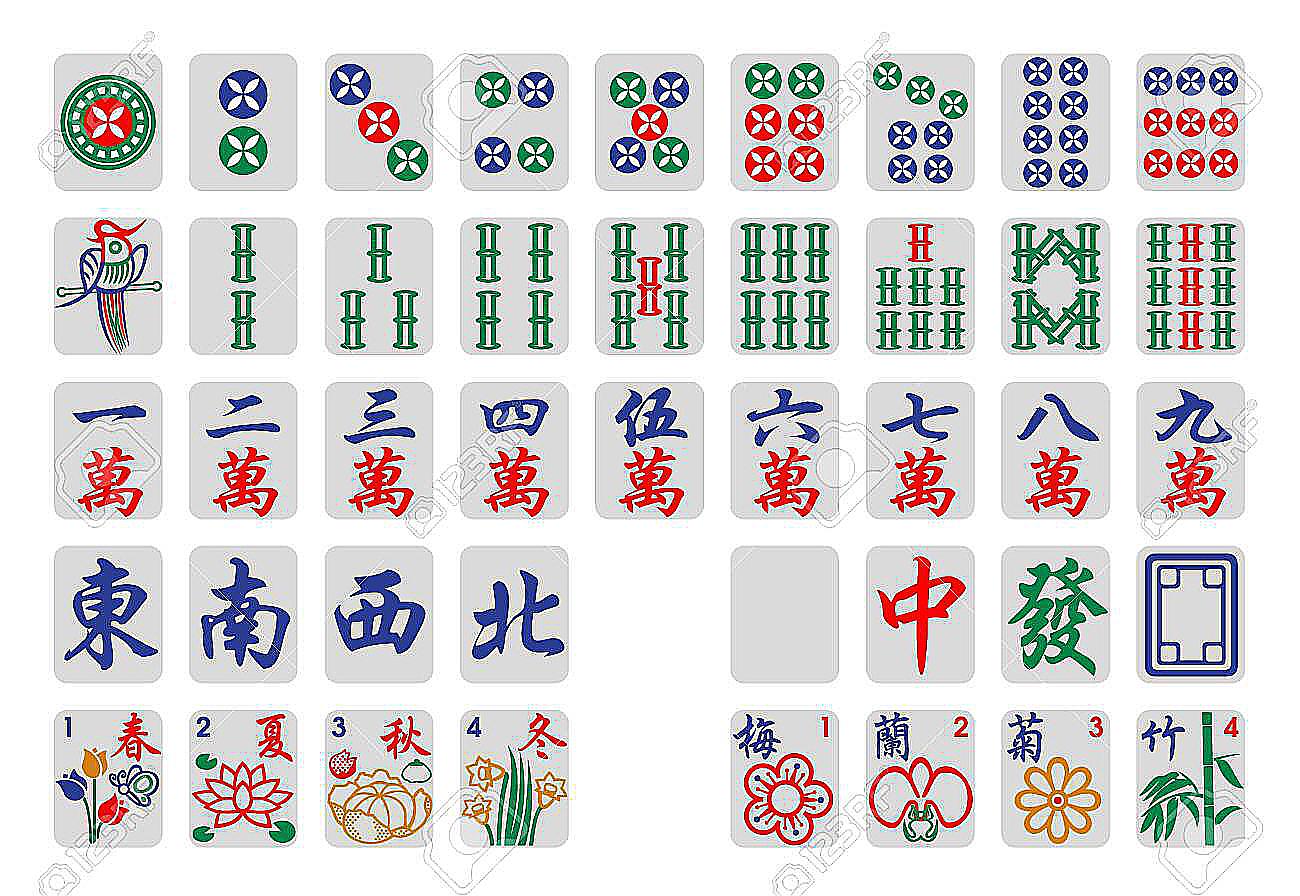 一 二 三 四 伍 六 七 八 九
萬 萬 萬 萬 萬 萬 萬 萬 萬
東 南 西 北 中 發
1 春 2 夏 3 秋 4 冬 梅 1 蘭 2 菊 3 竹 4
123RF